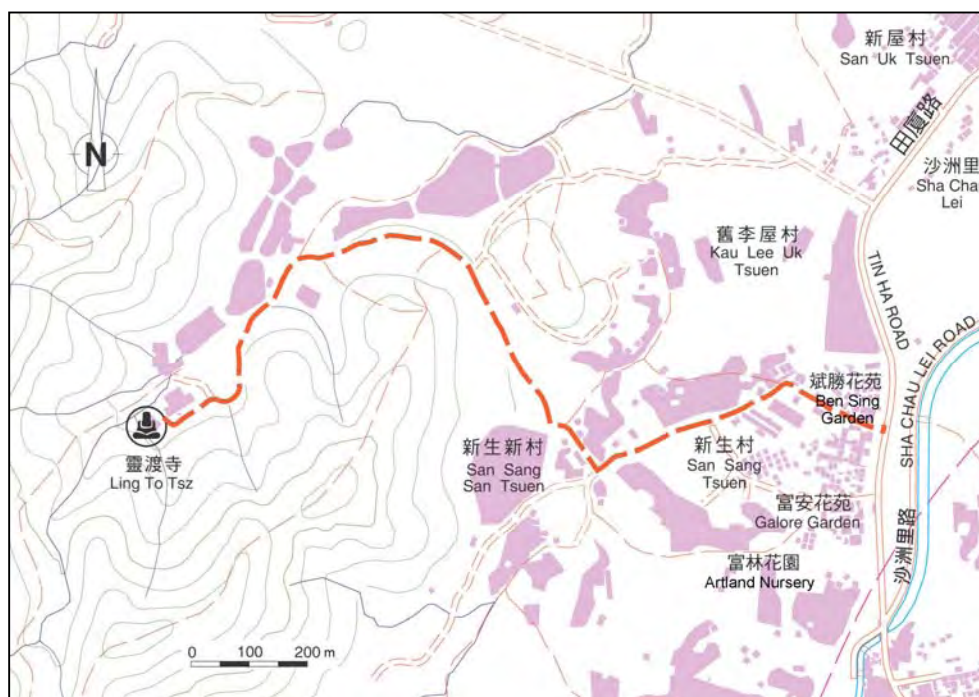 新屋村
San Uk Tsuen
田廈路
沙洲里
Sha Cha
Lei
N
舊李屋村
Kau Lee Uk
Tsuen
TIN HA ROAD
SHA CHAU LEI ROAD
斌勝花苑
Ben Sing
Garden
靈渡寺
Ling To Tsz
新生新村
San Sang
San Tsuen
新生村
San Sang
Tsuen
富安花苑
Galore Garden
沙洲里路
富林花園
Artland Nursery
0 100 200 m